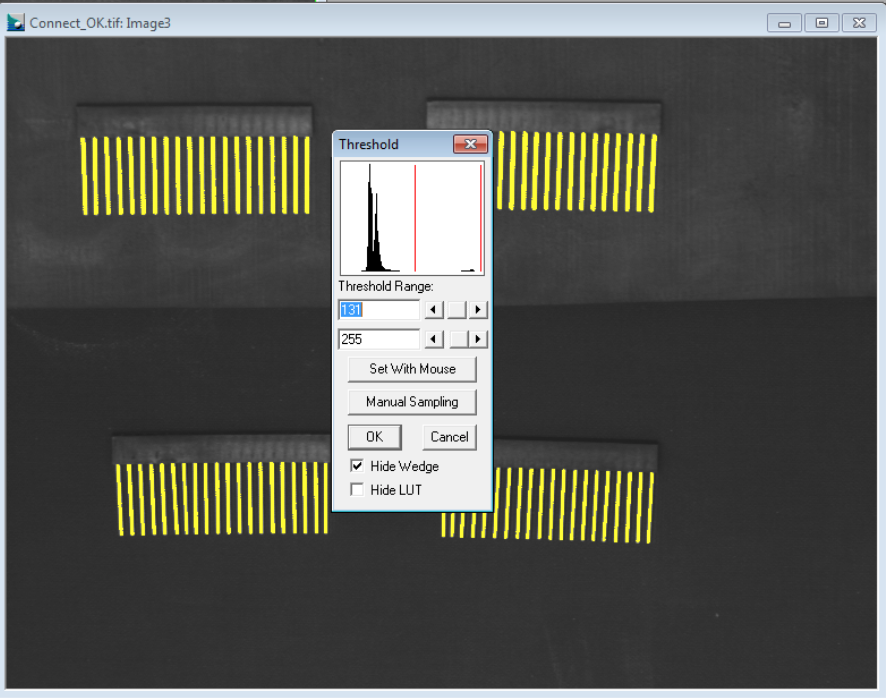 Connect_OK.tif: Image3
Threshold
Threshold Range:
131
255
Set With Mouse
Manual Sampling
OK Cancel
Hide Wedge
Hide LUT